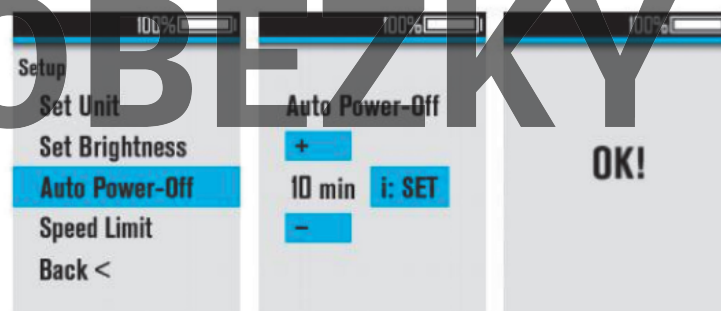 OBEZKY
100%
Setup
Set Unit
Set Brightness
Auto Power-Off
Speed Limit
Back <
100%
Auto Power-Off
+
10 min i: SET
-
100%
OK!